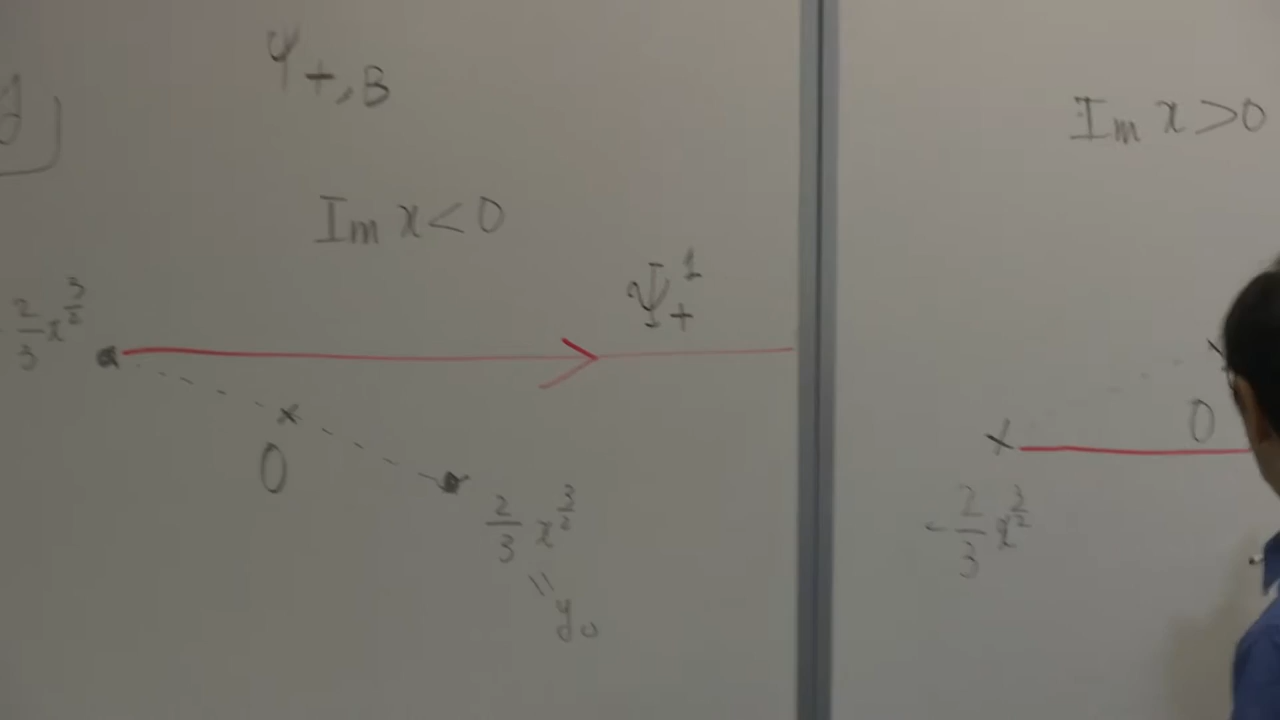 y
Ψ+,B
Im x < 0
Ψ+^1
- 2/3 x^{3/2}
0
2/3 x^{3/2}
=
y_0
Im x > 0
0
- 2/3 x^{3/2}